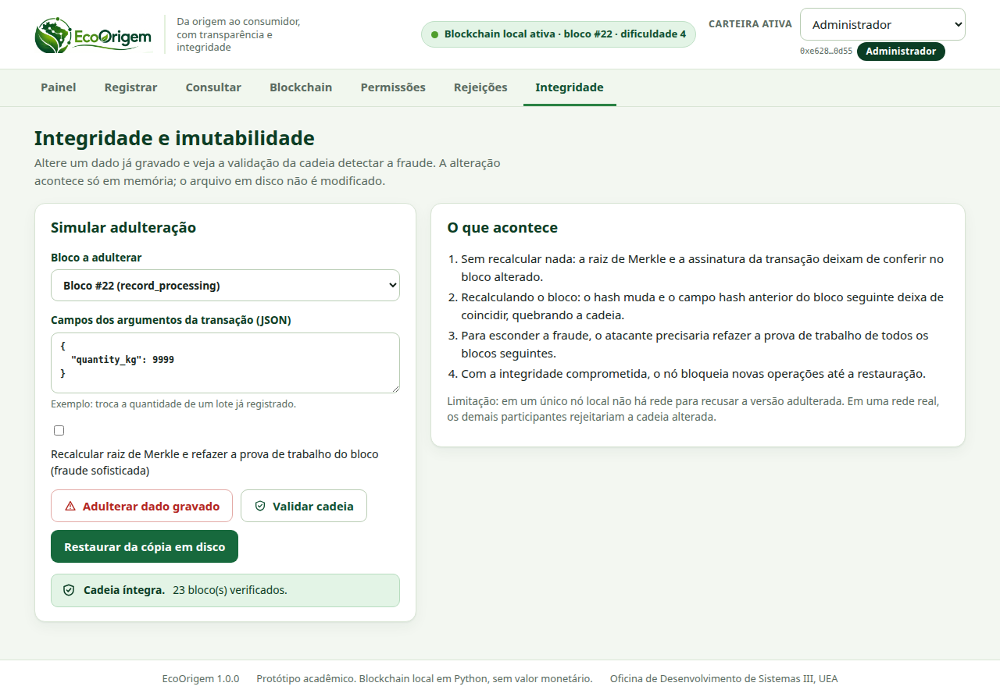 EcoOrigem
Da origem ao consumidor,
com transparência e
integridade
Blockchain local ativa · bloco #22 · dificuldade 4
CARTEIRA ATIVA
Administrador
0xe628…0d55
Administrador
Painel
Registrar
Consultar
Blockchain
Permissões
Rejeições
Integridade
Integridade e imutabilidade
Altere um dado já gravado e veja a validação da cadeia detectar a fraude. A alteração
acontece só em memória; o arquivo em disco não é modificado.
Simular adulteração
Bloco a adulterar
Bloco #22 (record_processing)
Campos dos argumentos da transação (JSON)
{
"quantity_kg": 9999
}
Exemplo: troca a quantidade de um lote já registrado.
Recalcular raiz de Merkle e refazer a prova de trabalho do bloco
(fraude sofisticada)
Adulterar dado gravado
Validar cadeia
Restaurar da cópia em disco
Cadeia íntegra. 23 bloco(s) verificados.
O que acontece
1. Sem recalcular nada: a raiz de Merkle e a assinatura da transação deixam de conferir no
bloco alterado.
2. Recalculando o bloco: o hash muda e o campo hash anterior do bloco seguinte deixa de
coincidir, quebrando a cadeia.
3. Para esconder a fraude, o atacante precisaria refazer a prova de trabalho de todos os
blocos seguintes.
4. Com a integridade comprometida, o nó bloqueia novas operações até a restauração.
Limitação: em um único nó local não há rede para recusar a versão adulterada. Em uma rede real,
os demais participantes rejeitariam a cadeia alterada.
EcoOrigem 1.0.0
Protótipo acadêmico. Blockchain local em Python, sem valor monetário.
Oficina de Desenvolvimento de Sistemas III, UEA